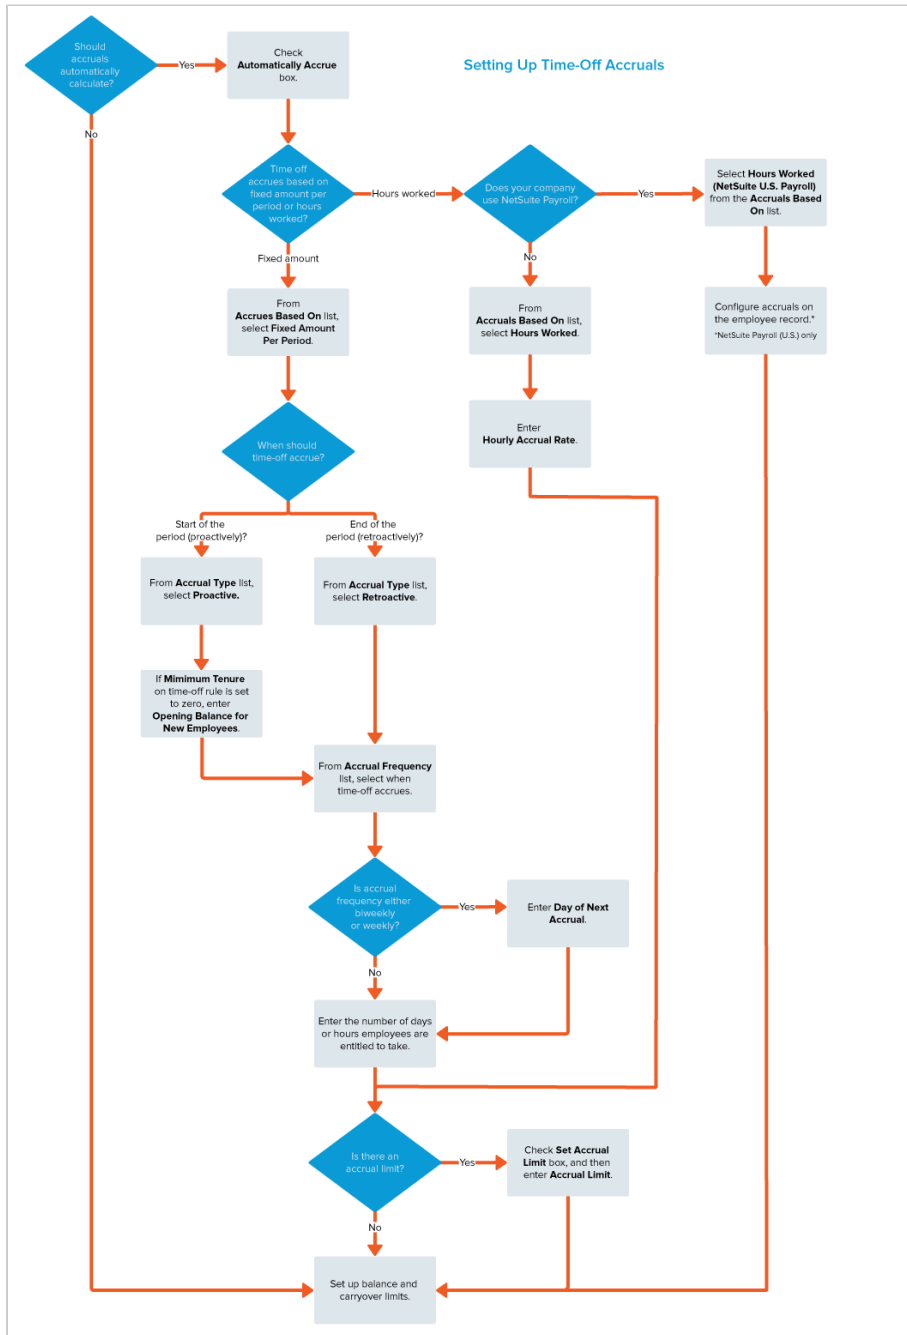 Setting Up Time-Off Accruals
Should
accruals
automatically
calculate?
Yes
No
Check
Automatically Accrue
box.
Time off
accrues based on
fixed amount per
period or hours
worked?
Hours worked
Fixed amount
Does your company
use NetSuite Payroll?
Yes
No
Select Hours Worked
(NetSuite U.S. Payroll)
from the Accruals Based
On list.
Configure accruals on
the employee record.*
*NetSuite Payroll (U.S.) only
From
Accrues Based On list,
select Fixed Amount
Per Period.
From
Accruals Based On list,
select Hours Worked.
Enter
Hourly Accrual Rate.
When should
time-off accrue?
Start of the
period (proactively)?
End of the
period (retroactively)?
From Accrual Type list,
select Proactive.
From Accrual Type list,
select Retroactive.
If Mimimum Tenure
on time-off rule is set
to zero, enter
Opening Balance for
New Employees.
From Accrual Frequency
list, select when
time-off accrues.
Is accrual
frequency either
biweekly
or weekly?
Yes
No
Enter Day of Next
Accrual.
Enter the number of days
or hours employees are
entitled to take.
Is there an
accrual limit?
Yes
No
Check Set Accrual
Limit box, and then
enter Accrual Limit.
Set up balance and
carryover limits.